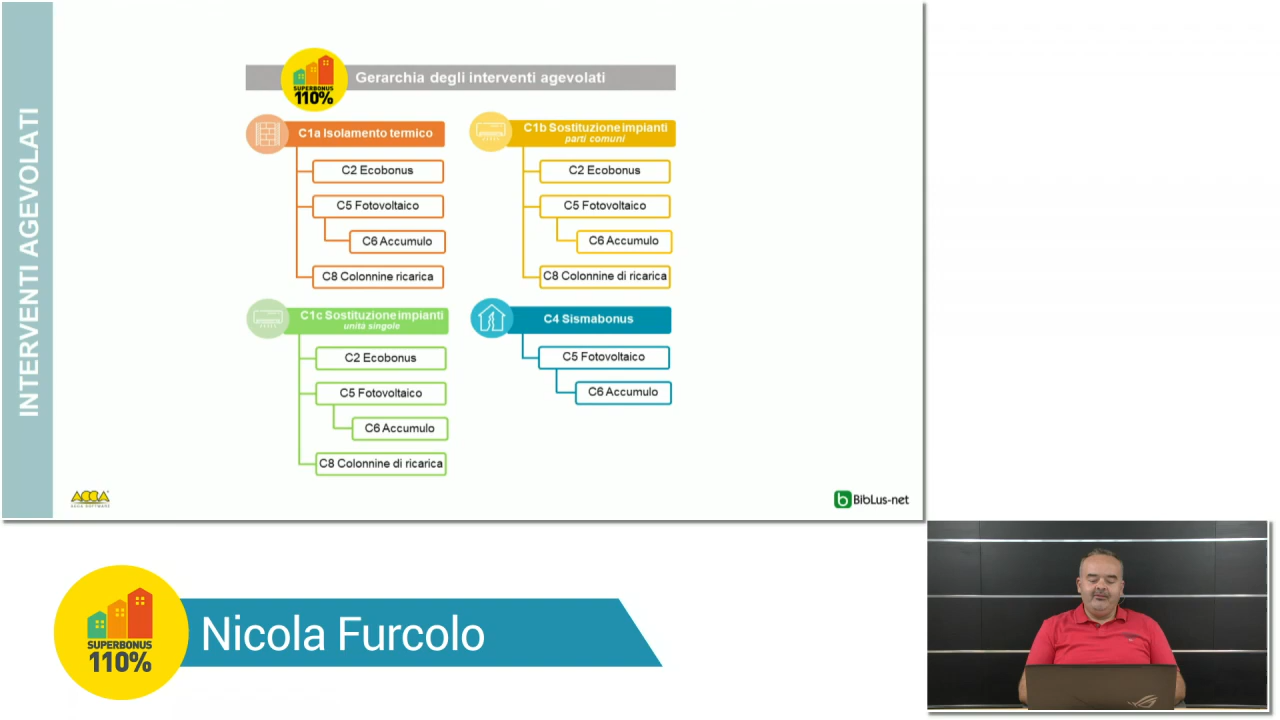 INTERVENTI AGEVOLATI
SUPERBONUS
110%
Gerarchia degli interventi agevolati
C1a Isolamento termico
C2 Ecobonus
C5 Fotovoltaico
C6 Accumulo
C8 Colonnine ricarica
C1b Sostituzione impianti
parti comuni
C2 Ecobonus
C5 Fotovoltaico
C6 Accumulo
C8 Colonnine di ricarica
C1c Sostituzione impianti
unità singole
C2 Ecobonus
C5 Fotovoltaico
C6 Accumulo
C8 Colonnine di ricarica
C4 Sismabonus
C5 Fotovoltaico
C6 Accumulo
ACCA
BibLus-net
SUPERBONUS
110%
Nicola Furcolo